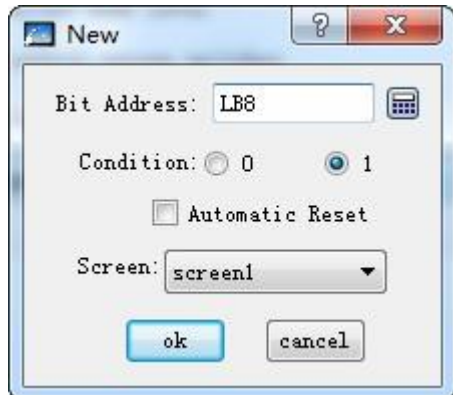 New
Bit Address: LB8
Condition: 0 1
Automatic Reset
Screen: screen1
ok cancel